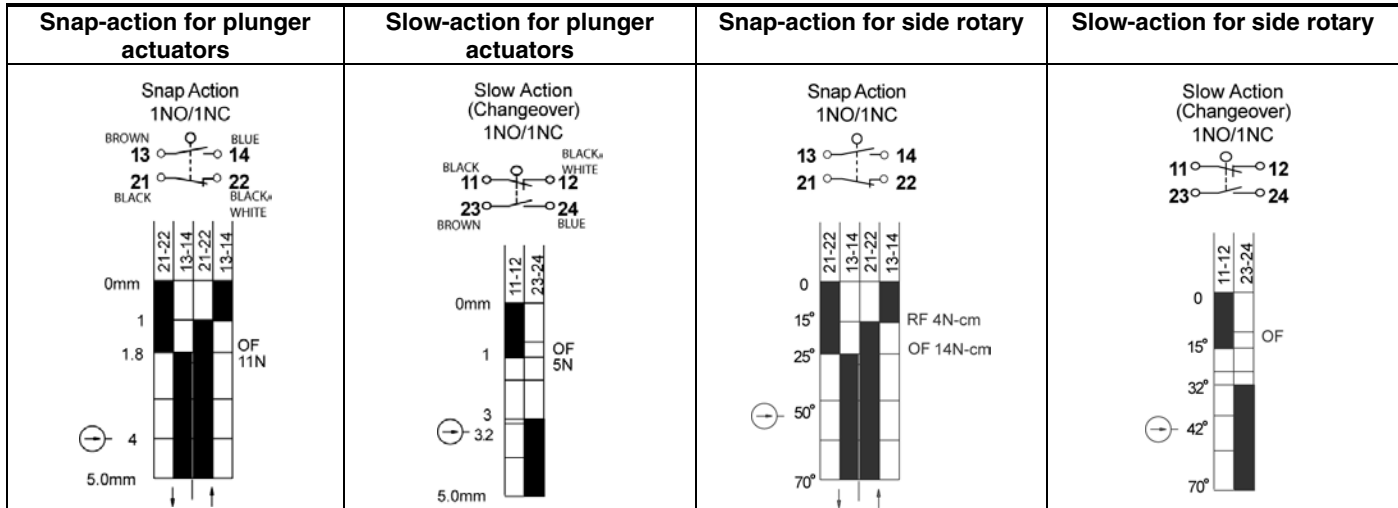 Snap-action for plunger
actuators
Slow-action for plunger
actuators
Snap-action for side rotary
Slow-action for side rotary
Snap Action
1NO/1NC
BROWN
BLUE
13
14
21
22
BLACK
BLACK
WHITE
21-22
13-14
21-22
13-14
0mm
1
1.8
OF
11N
4
5.0mm
Slow Action
(Changeover)
1NO/1NC
BLACK
BLACK
WHITE
11
12
23
24
BROWN
BLUE
11-12
23-24
0mm
1
OF
5N
3
3.2
5.0mm
Snap Action
1NO/1NC
13
14
21
22
21-22
13-14
21-22
13-14
0
15°
RF 4N-cm
25°
OF 14N-cm
50°
70°
Slow Action
(Changeover)
1NO/1NC
11
12
23
24
11-12
23-24
0
15°
OF
32°
42°
70°